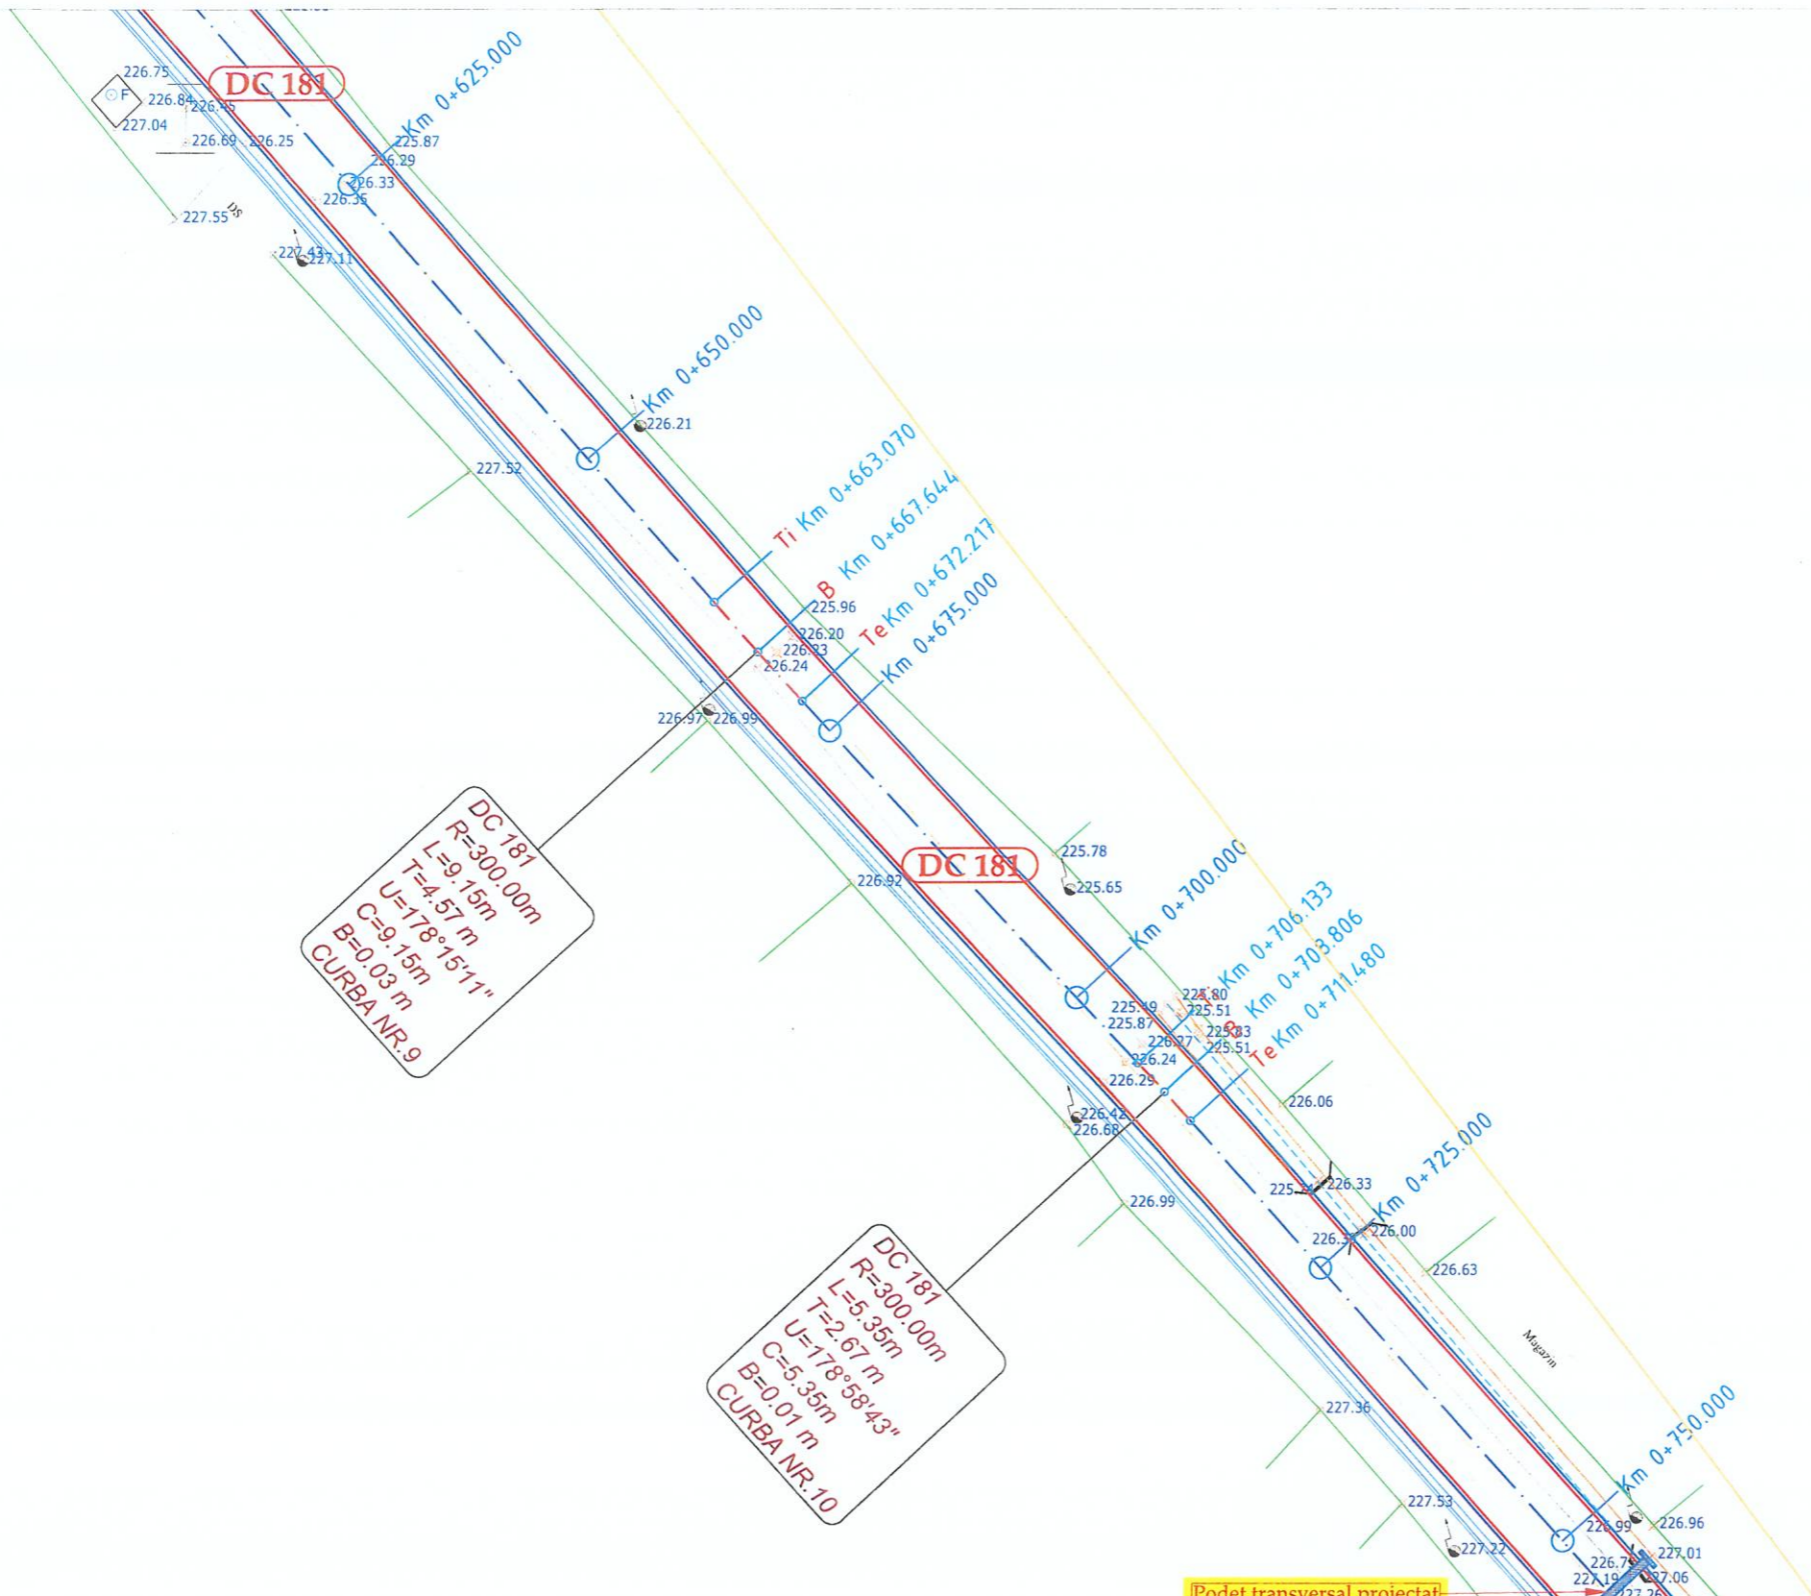 226.75
DC 181
Km 0+625.000
F
226.84
226.45
227.04
226.69
226.25
225.87
226.29
226.33
226.35
227.55
DS
227.43
227.11
Km 0+650.000
226.21
227.52
Ti Km 0+663.070
B Km 0+667.644
Te Km 0+672.217
Km 0+675.000
225.96
226.20
226.23
226.24
226.97
226.99
DC 181
R=300.00m
L=9.15m
T=4.57 m
U=178°15'11"
C=9.15m
B=0.03 m
CURBA NR.9
DC 181
225.78
225.65
226.92
Km 0+700.000
Km 0+706.133
B Km 0+708.806
Te Km 0+711.480
225.80
225.49
225.51
225.87
225.83
226.27
225.51
226.24
226.29
226.42
226.68
226.06
226.99
Km 0+725.000
226.33
226.00
226.63
DC 181
R=300.00m
L=5.35m
T=2.67 m
U=178°58'43"
C=5.35m
B=0.01 m
CURBA NR.10
Magazin
227.36
Km 0+750.000
227.53
227.22
226.99
226.96
227.01
227.19
227.06
227.26
Podet transversal proiectat